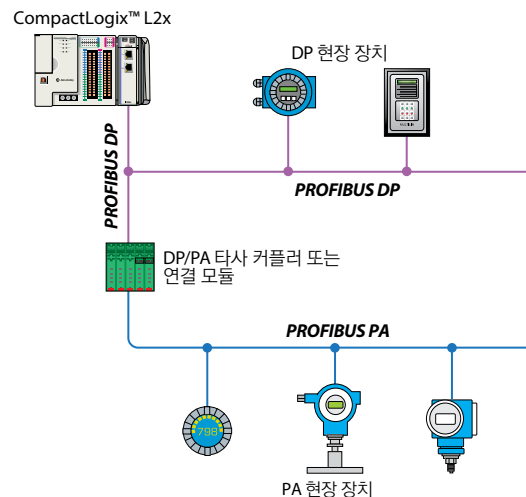 CompactLogix™ L2x
DP 현장 장치
PROFIBUS DP
PROFIBUS DP
DP/PA 타사 커플러 또는
연결 모듈
PROFIBUS PA
798
PA 현장 장치